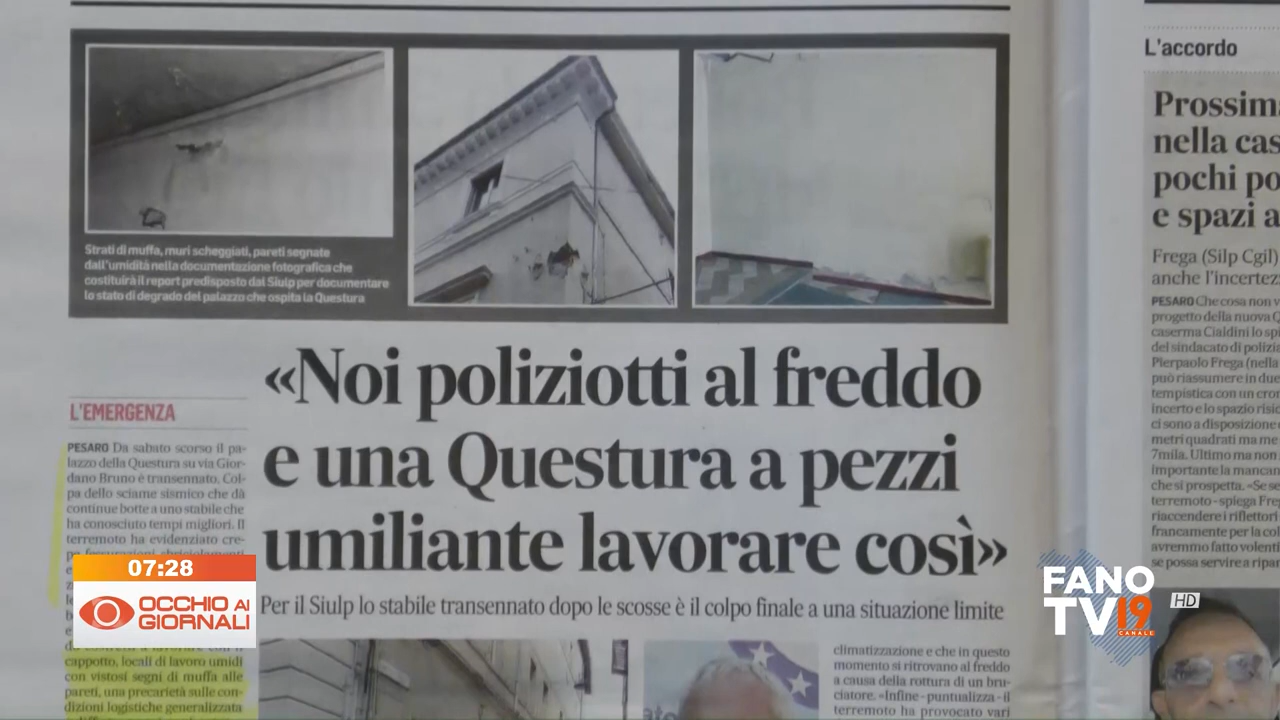 Strati di muffa, muri scheggiati, pareti segnate
dall'umidità nella documentazione fotografica che
costituirà il report predisposto dal Siulp per documentare
lo stato di degrado del palazzo che ospita la Questura
«Noi poliziotti al freddo
e una Questura a pezzi
umiliante lavorare così»
Per il Siulp lo stabile transennato dopo le scosse è il colpo finale a una situazione limite
L'EMERGENZA
PESARO Da sabato scorso il pa-
lazzo della Questura su via Gior-
dano Bruno è transennato. Col-
pa dello sciame sismico che dà
continue botte a uno stabile che
ha conosciuto tempi migliori. Il
terremoto ha evidenziato cre-
cappotto, locali di lavoro umidi
con vistosi segni di muffa alle
pareti, una precarietà sulle con-
dizioni logistiche generalizzata
climatizzazione e che in questo
momento si ritrovano al freddo
a causa della rottura di un bru-
ciatore. «Infine - puntualizza - il
terremoto ha provocato vari
L'accordo
Prossim
nella cas
pochi po
e spazi a
Frega (Silp Cgil)
anche l'incertez
PESARO Che cosa non v
progetto della nuova Q
caserma Cialdini lo sp
del sindacato di polizia
Pierpaolo Frega (nella
può riassumere in due
tempistica con un cron
incerto e lo spazio risic
ci sono a disposizione
metri quadrati ma me
7mila. Ultimo ma non
importante la mancan
che si prospetta. «Se se
terremoto - spiega Fre
riaccendere i riflettori
francamente per la col
avremmo fatto volenti
se possa servire a ripar
07:28
OCCHIO AI
GIORNALI
FANO
TV19
CANALE
HD